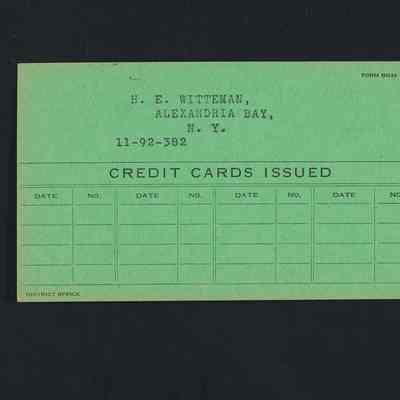 FORM
H. E. WITTEMAN,
ALEXANDRIA BAY,
N. Y.
11-92-382
CREDIT CARDS ISSUED
DATE NO. DATE NO. DATE NO. DATE NO
DISTRICT OFFICE